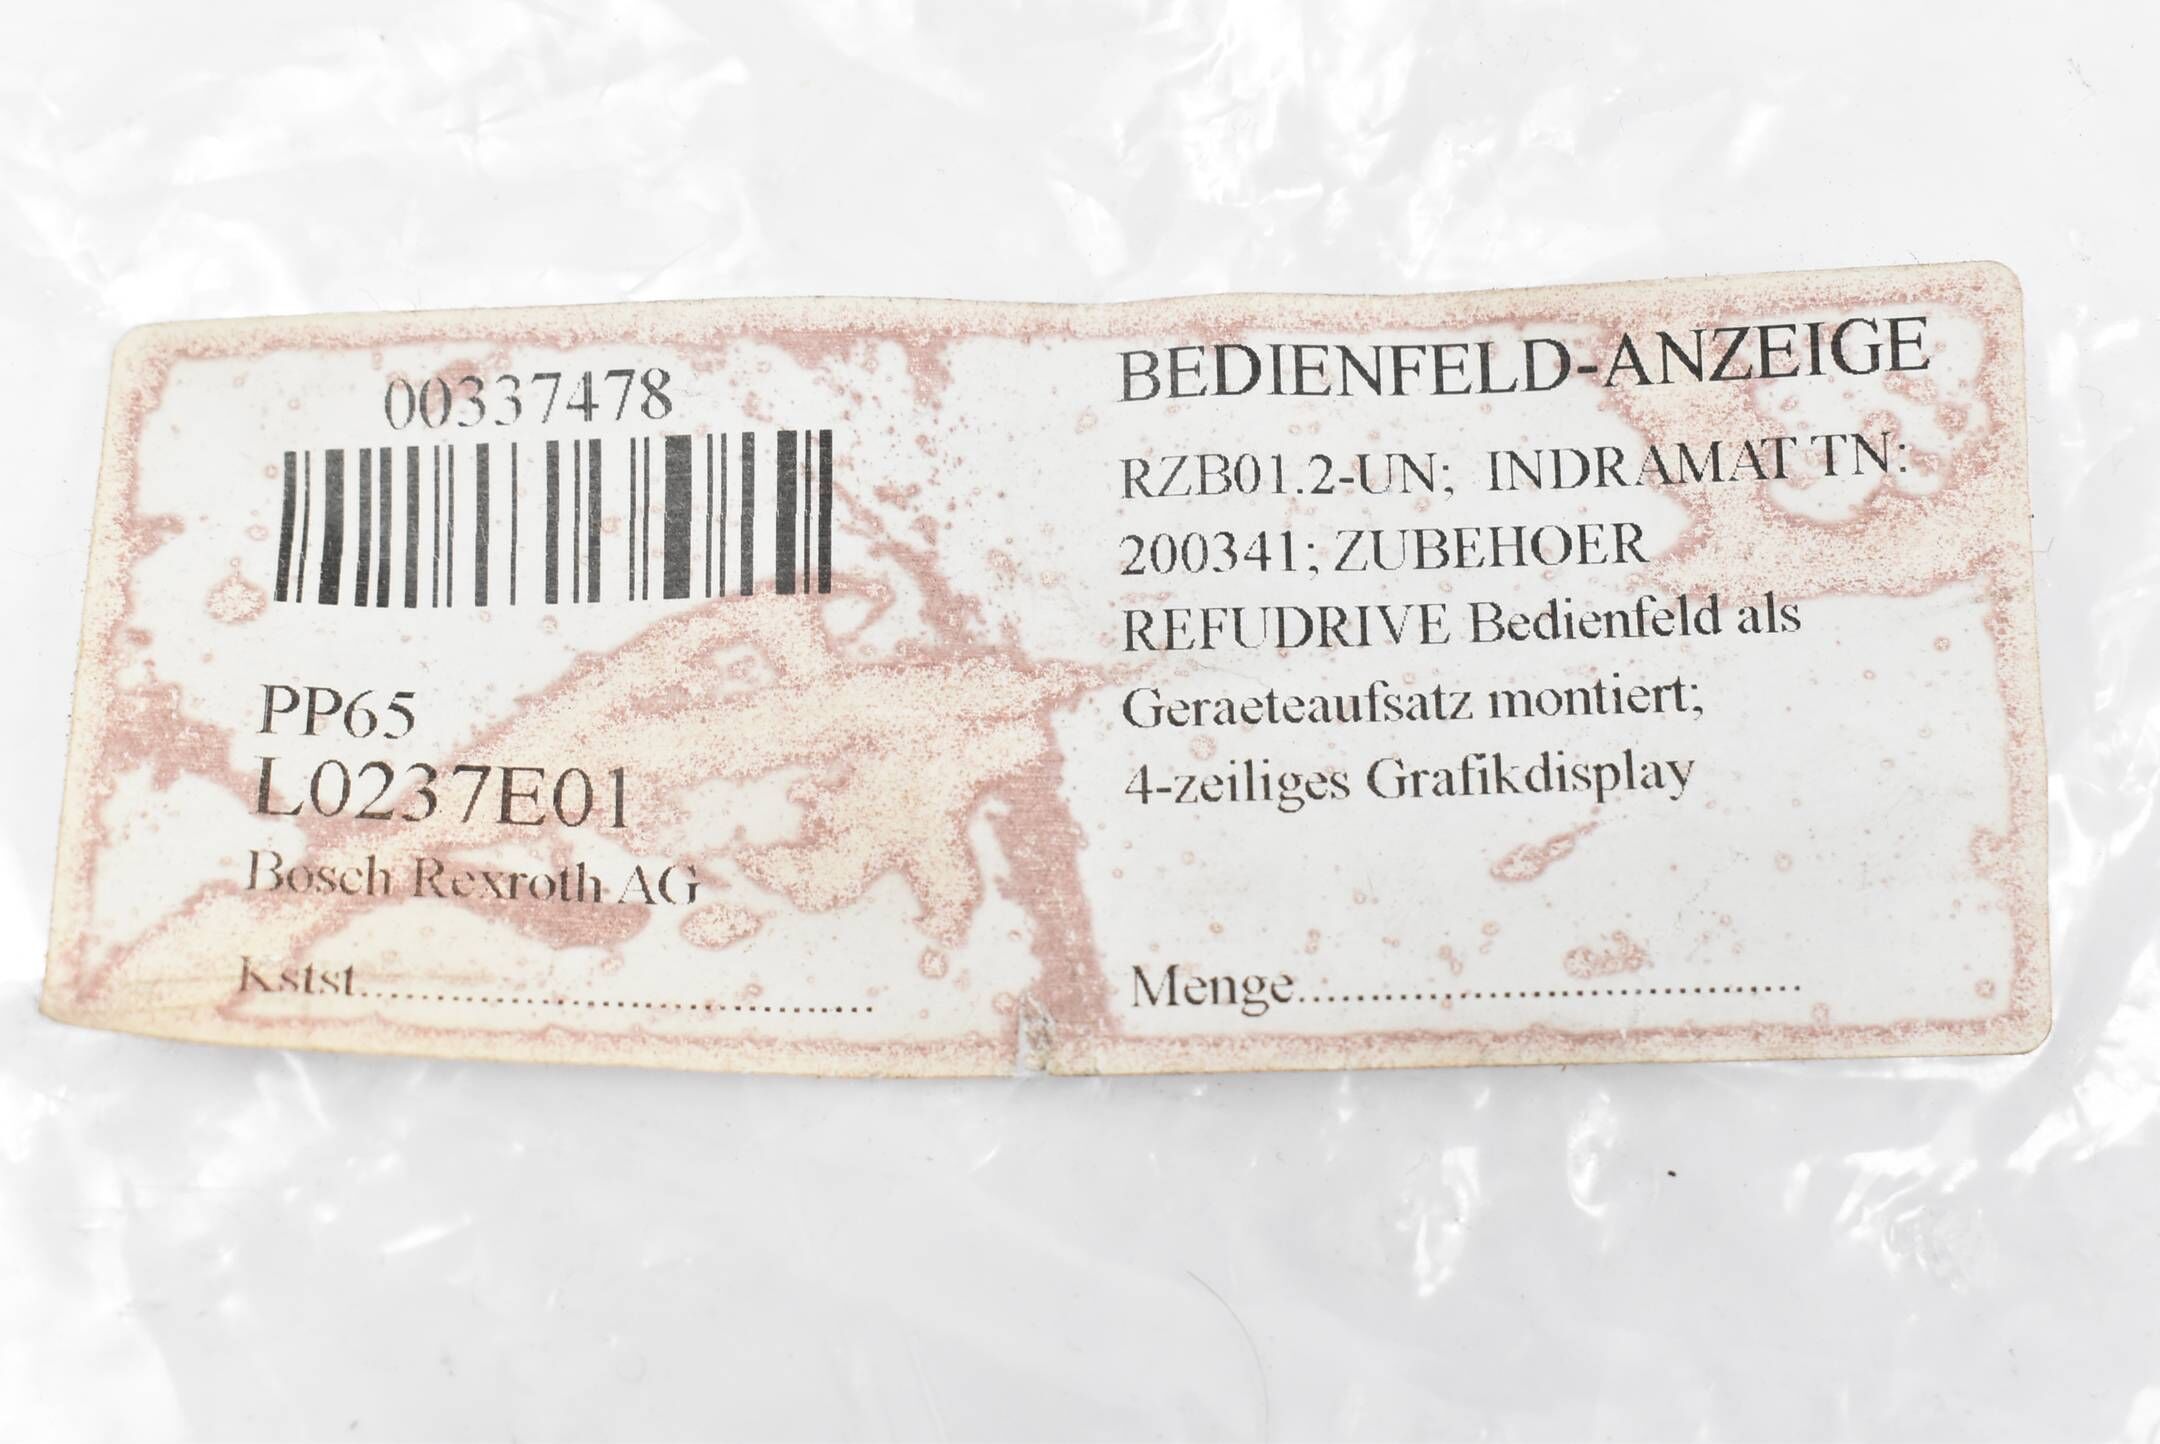 00337478
PP65
L0237E01
Bosch Rexroth AG
Kstst..............................
BEDIENFELD-ANZEIGE
RZB01.2-UN; INDRAMAT TN:
200341; ZUBEHOER
REFUDRIVE Bedienfeld als
Geraeteaufsatz montiert;
4-zeiliges Grafikdisplay
Menge..................................